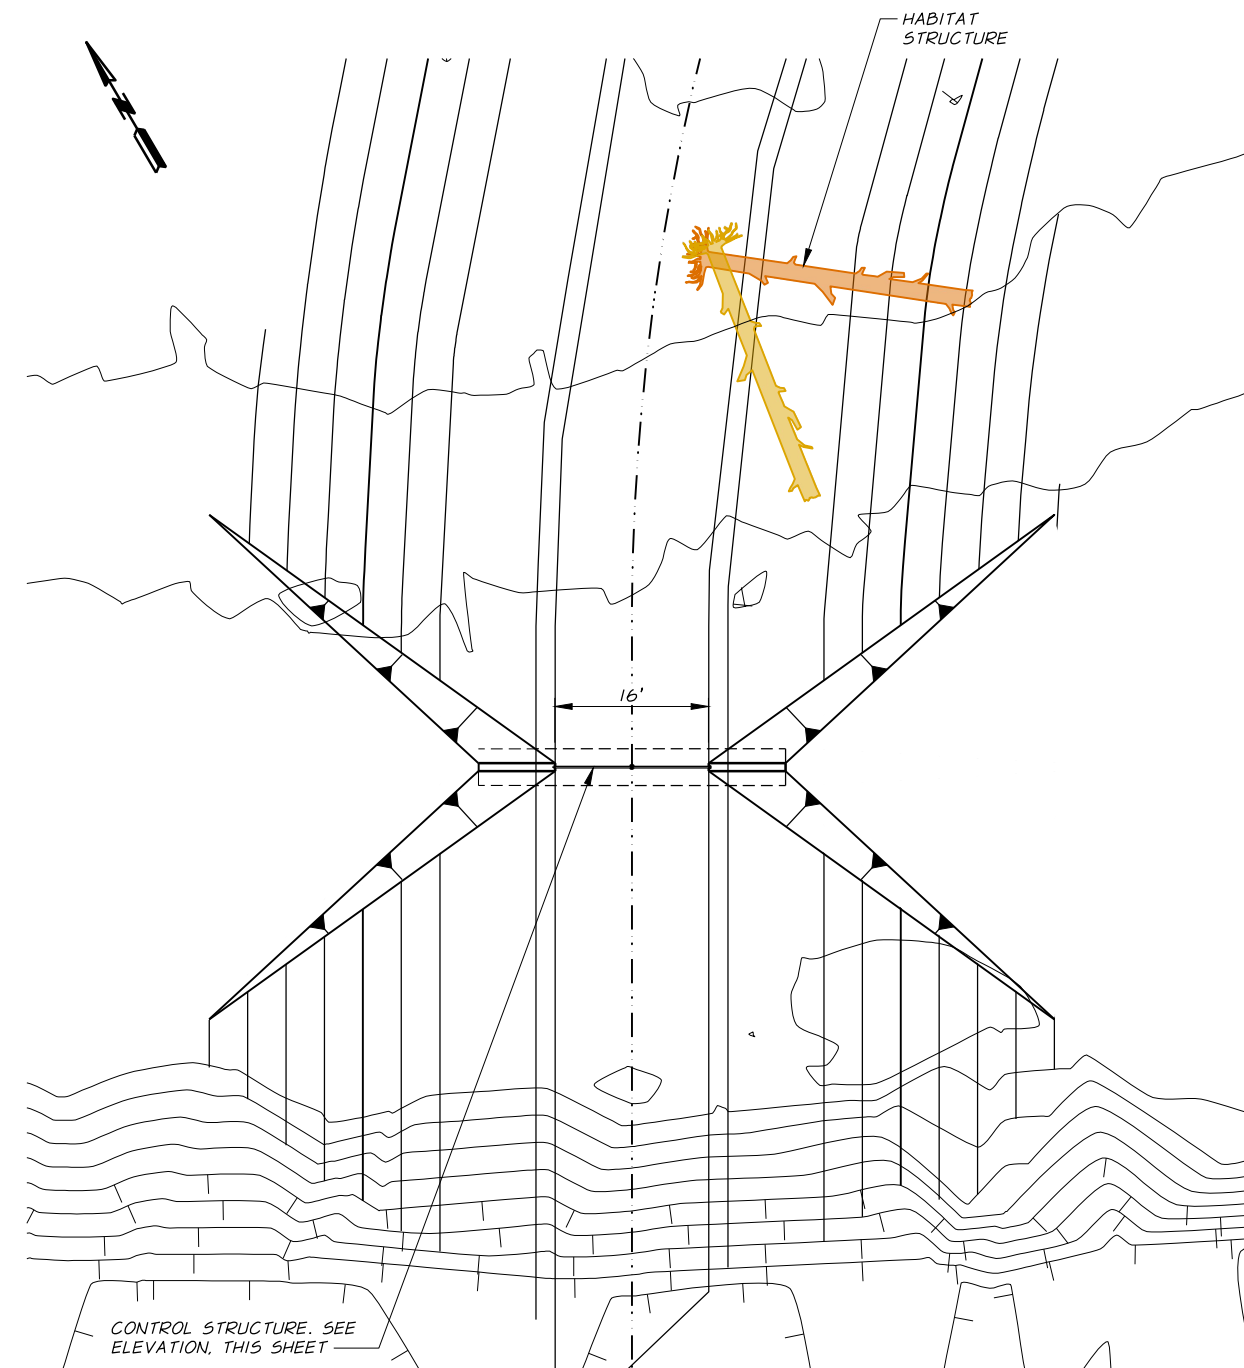 HABITAT
STRUCTURE
N
16'
CONTROL STRUCTURE. SEE
ELEVATION, THIS SHEET